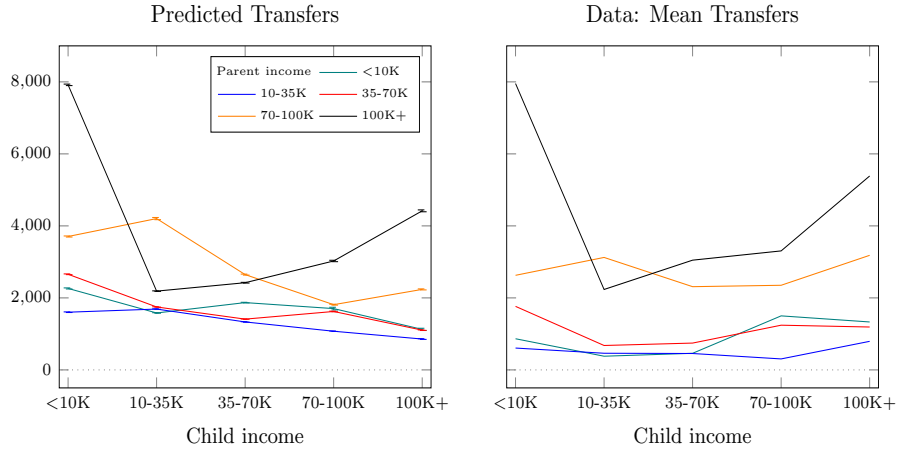 Predicted Transfers
Data: Mean Transfers
8,000
6,000
4,000
2,000
0
Parent income
<10K
10-35K
35-70K
70-100K
100K+
<10K 10-35K 35-70K 70-100K 100K+
Child income
<10K 10-35K 35-70K 70-100K 100K+
Child income